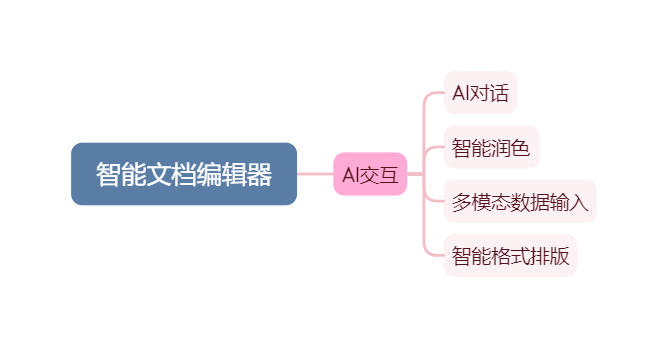 智能文档编辑器
AI交互
AI对话
智能润色
多模态数据输入
智能格式排版